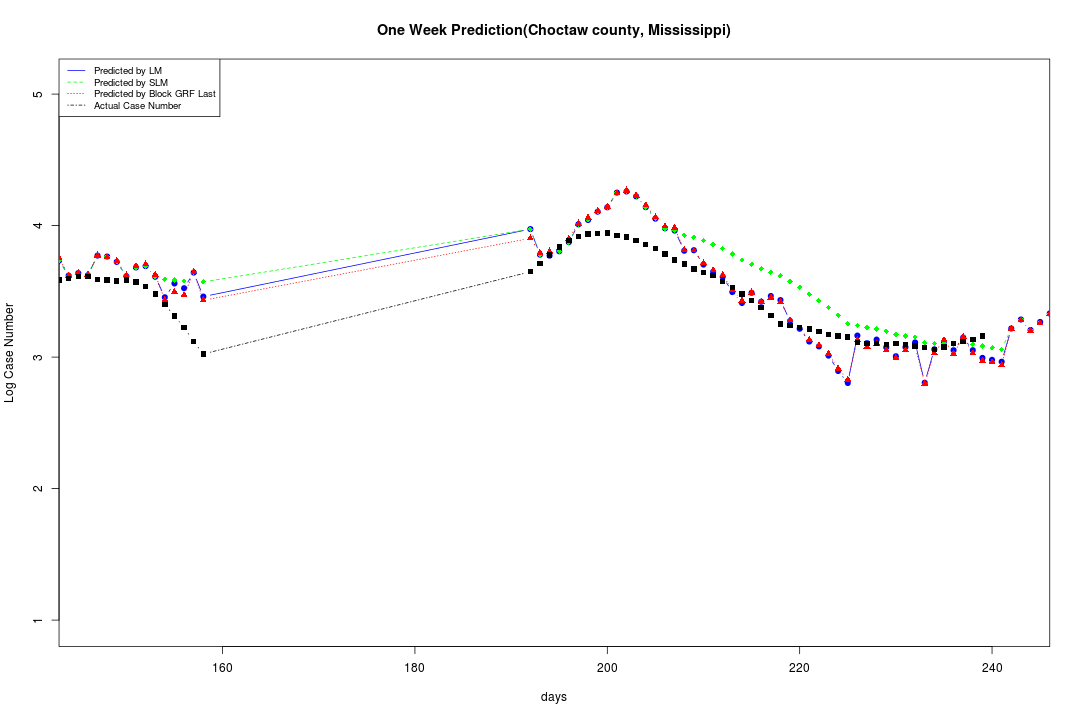 One Week Prediction(Choctaw county, Mississippi)
Predicted by LM
Predicted by SLM
Predicted by Block GRF Last
Actual Case Number
5
4
3
2
1
Log Case Number
160 180 200 220 240
days